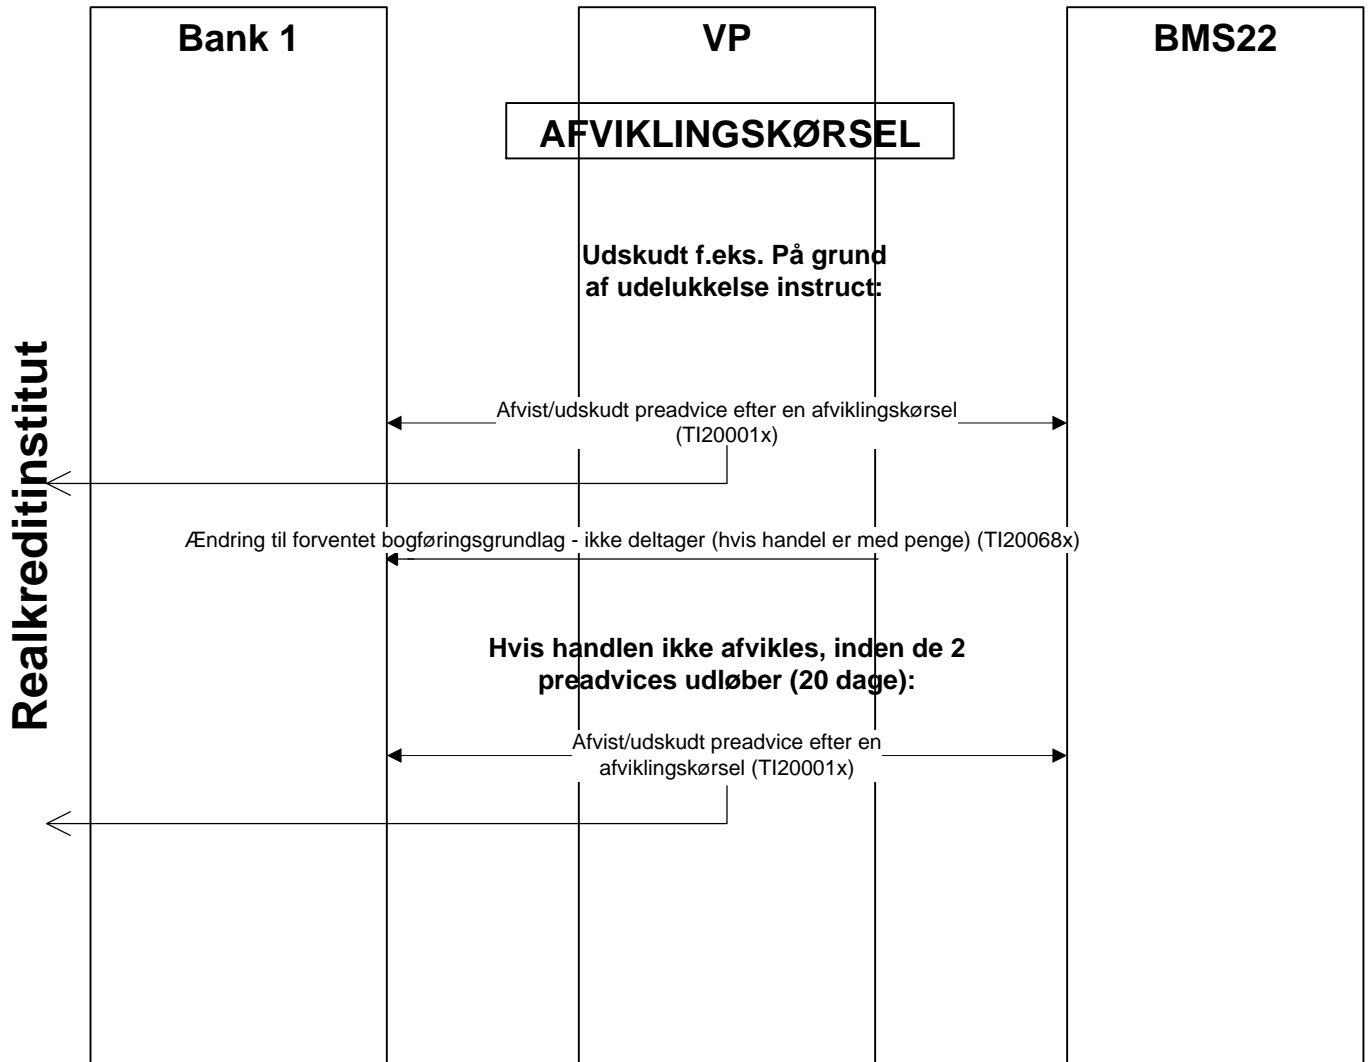 Bank 1
VP
BMS22
AFVIKLINGSKØRSEL
Udskudt f.eks. På grund
af udelukkelse instruct:
Realkreditinstitut
Afvist/udskudt preadvice efter en afviklingskørsel
(TI20001x)
Ændring til forventet bogføringsgrundlag - ikke deltager (hvis handel er med penge) (TI20068x)
Hvis handlen ikke afvikles, inden de 2
preadvices udløber (20 dage):
Afvist/udskudt preadvice efter en
afviklingskørsel (TI20001x)